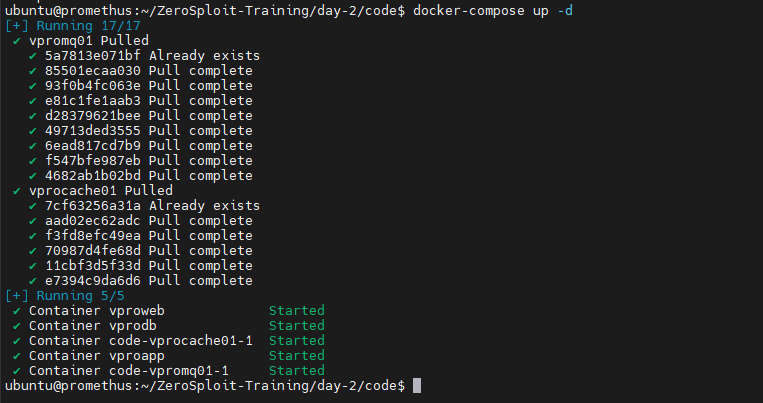 ubuntu@promethus:~/ZeroSploit-Training/day-2/code$ docker-compose up -d
[+] Running 17/17
✔ vpromq01 Pulled
✔ 5a7813e071bf Already exists
✔ 85501ecaa030 Pull complete
✔ 93f0b4fc063e Pull complete
✔ e81c1fe1aab3 Pull complete
✔ d28379621bee Pull complete
✔ 49713ded3555 Pull complete
✔ 6ead817cd7b9 Pull complete
✔ f547bfe987eb Pull complete
✔ 4682ab1b02bd Pull complete
✔ vprocache01 Pulled
✔ 7cf63256a31a Already exists
✔ aad02ec62adc Pull complete
✔ f3fd8efc49ea Pull complete
✔ 70987d4fe68d Pull complete
✔ 11cbf3d5f33d Pull complete
✔ e7394c9da6d6 Pull complete
[+] Running 5/5
✔ Container vproweb Started
✔ Container vprodb Started
✔ Container code-vprocache01-1 Started
✔ Container vproapp Started
✔ Container code-vpromq01-1 Started
ubuntu@promethus:~/ZeroSploit-Training/day-2/code$